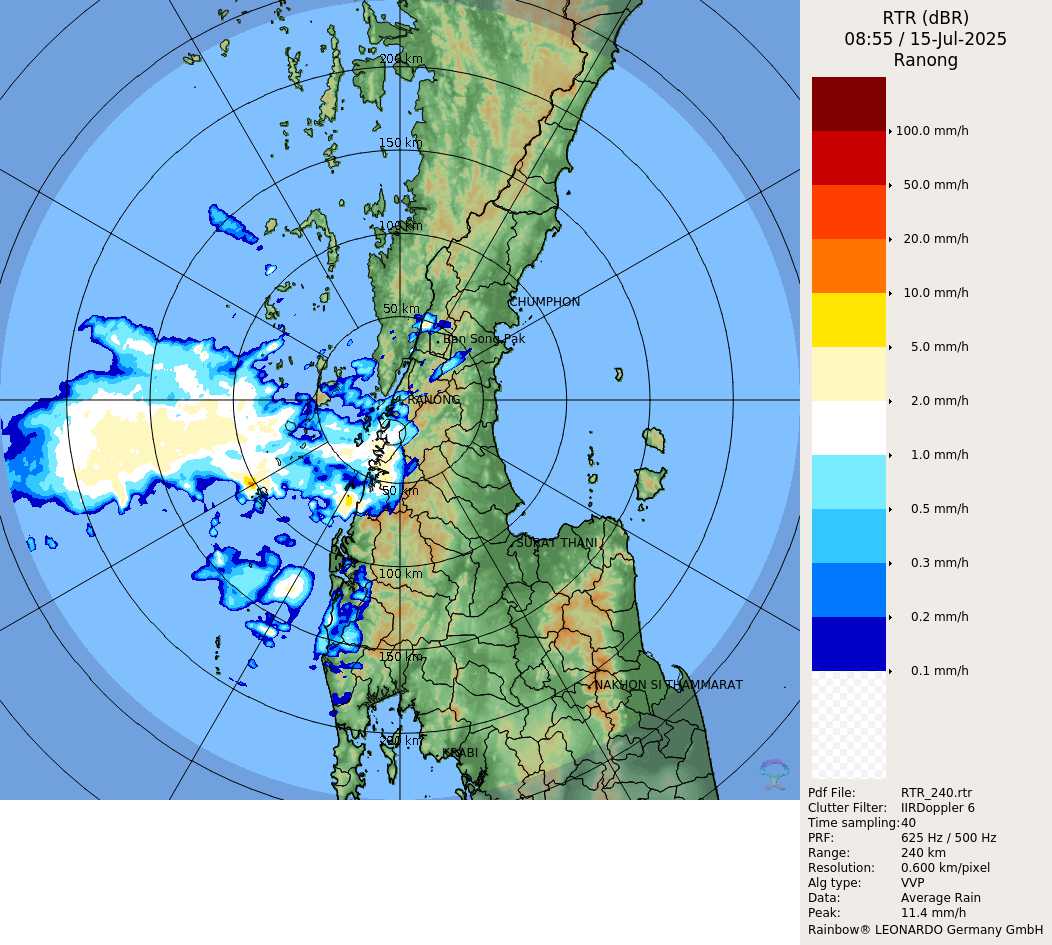 RTR (dBR)
08:55 / 15-Jul-2025
Ranong
200 km
150 km
100 km
50 km
CHUMPHON
Ban Song Pak
RANONG
50 km
SURAT THANI
100 km
150 km
NAKHON SI THAMMARAT
200 km
KRABI
100.0 mm/h
50.0 mm/h
20.0 mm/h
10.0 mm/h
5.0 mm/h
2.0 mm/h
1.0 mm/h
0.5 mm/h
0.3 mm/h
0.2 mm/h
0.1 mm/h
Pdf File: RTR_240.rtr
Clutter Filter: IIRDoppler 6
Time sampling: 40
PRF: 625 Hz / 500 Hz
Range: 240 km
Resolution: 0.600 km/pixel
Alg type: VVP
Data: Average Rain
Peak: 11.4 mm/h
Rainbow® LEONARDO Germany GmbH